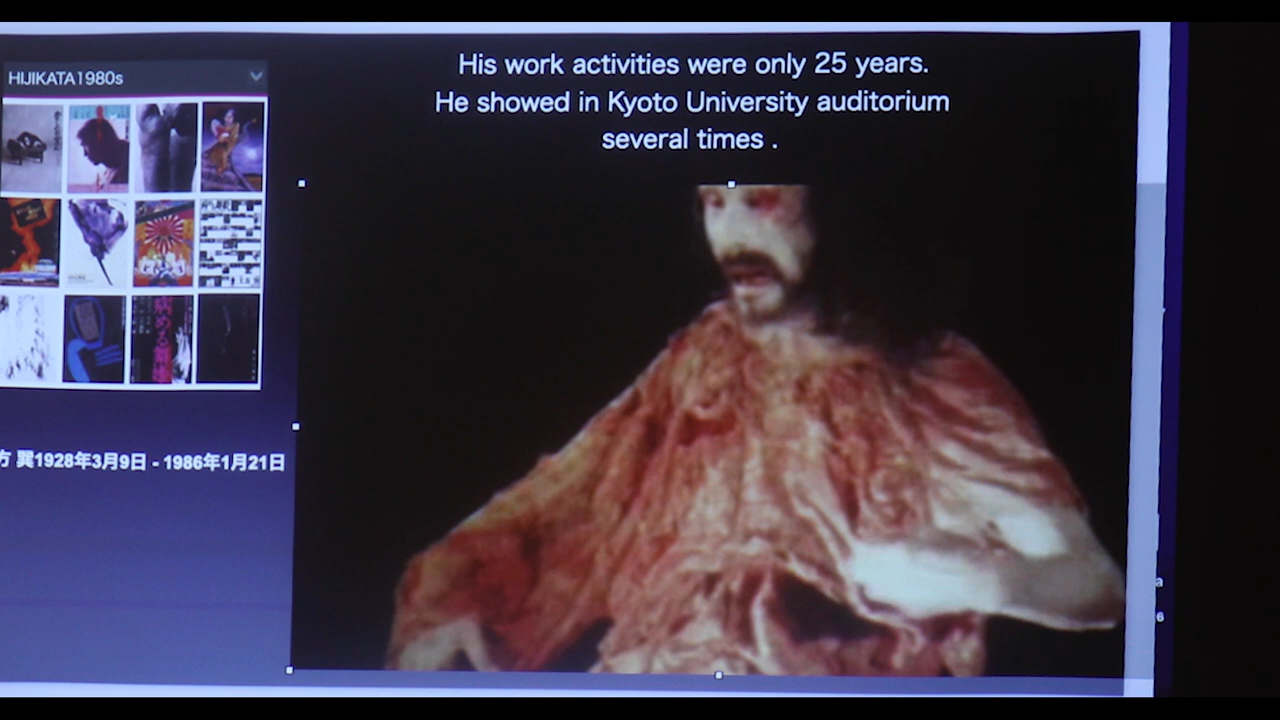 HIJIKATA1980s
His work activities were only 25 years.
He showed in Kyoto University auditorium
several times .
方 巽1928年3月9日 - 1986年1月21日
a
6